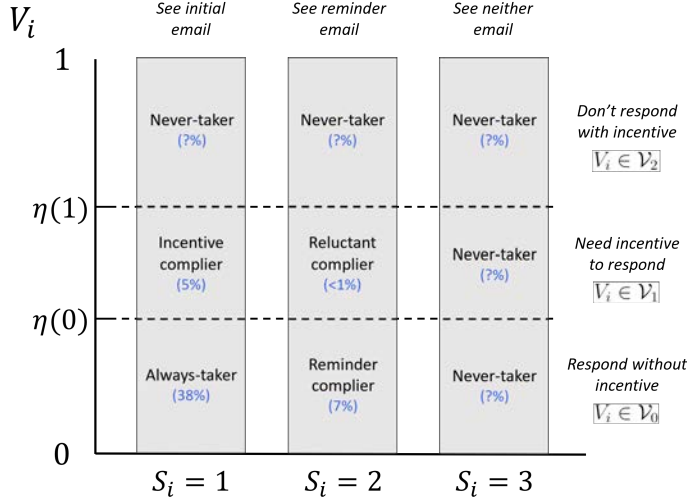 V_i
See initial
email
See reminder
email
See neither
email
1
Never-taker
(?%)
Never-taker
(?%)
Never-taker
(?%)
Don't respond
with incentive
V_i ∈ 𝒱_2
η(1)
Incentive
complier
(5%)
Reluctant
complier
(<1%)
Never-taker
(?%)
Need incentive
to respond
V_i ∈ 𝒱_1
η(0)
Always-taker
(38%)
Reminder
complier
(7%)
Never-taker
(?%)
Respond without
incentive
V_i ∈ 𝒱_0
0
S_i = 1
S_i = 2
S_i = 3